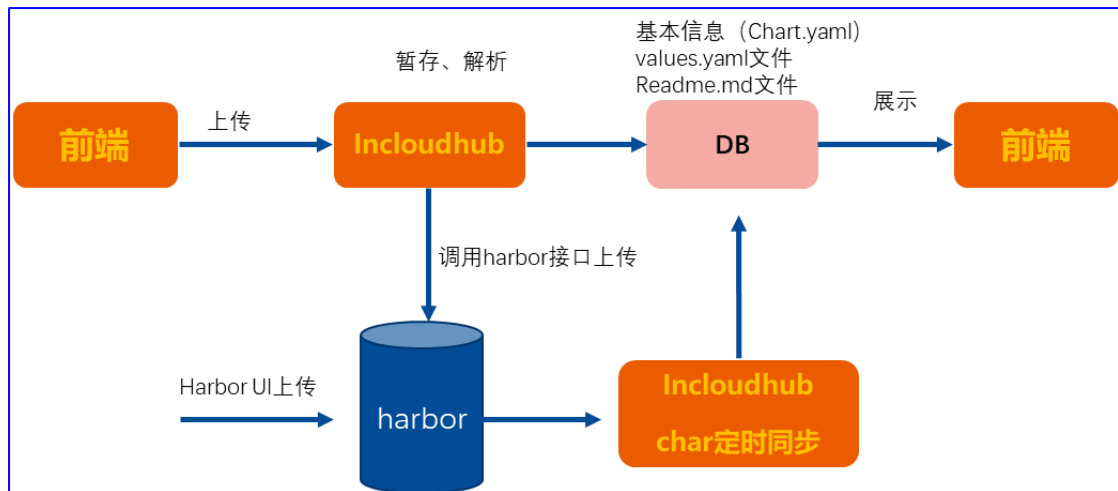 基本信息（Chart.yaml）
values.yaml文件
Readme.md文件
暂存、解析
展示
上传
前端
Incloudhub
DB
前端
调用harbor接口上传
Harbor UI上传
harbor
Incloudhub
char定时同步